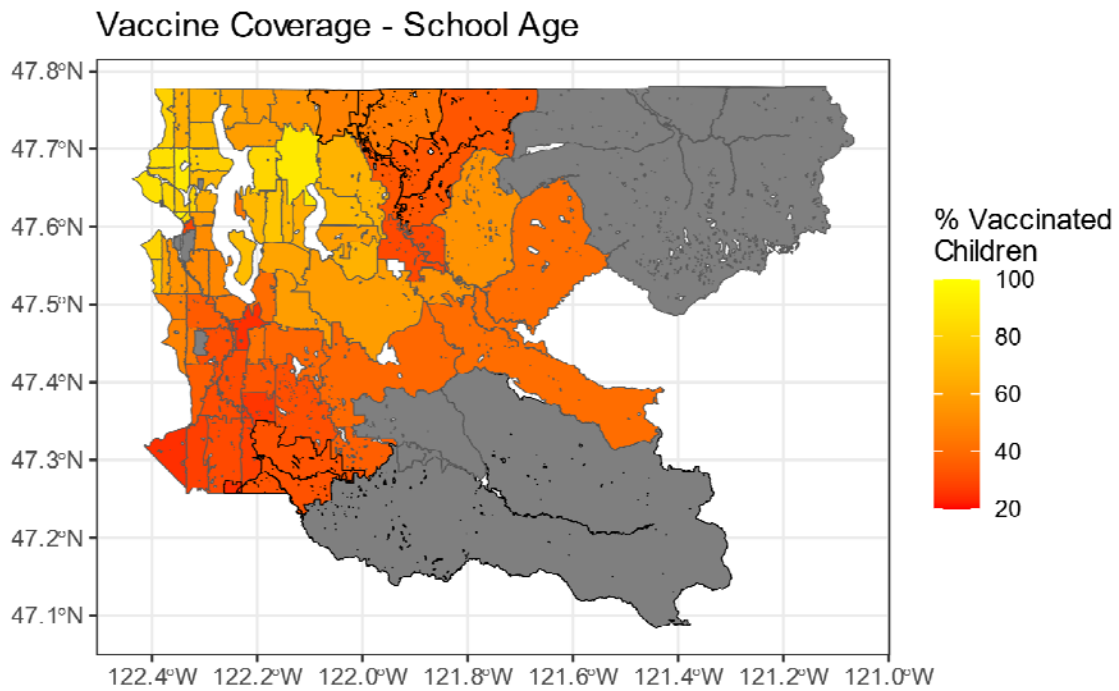 Vaccine Coverage - School Age
47.8°N
47.7°N
47.6°N
47.5°N
47.4°N
47.3°N
47.2°N
47.1°N
122.4°W 122.2°W 122.0°W 121.8°W 121.6°W 121.4°W 121.2°W 121.0°W
% Vaccinated
Children
100
80
60
40
20